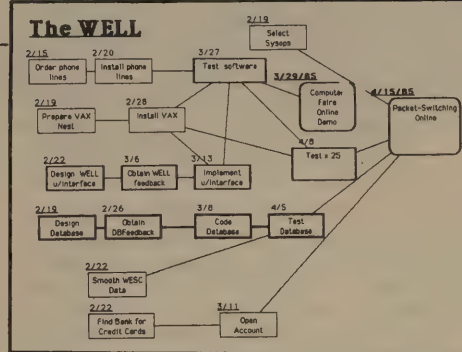 The WELL
2/19
Select
Sysops
2/15
Order phone
lines
2/20
Install phone
lines
3/27
Test software
3/29/85
Computer
Faire
Online
Demo
4/15/85
Packet-Switching
Online
2/19
Prepare VAX
Nest
2/28
Install VAX
4/8
Test x 25
2/22
Design WELL
u/interface
3/6
Obtain WELL
feedback
3/13
Implement
u/interface
2/19
Design
Database
2/26
Obtain
DBFeedback
3/8
Code
Database
4/5
Test
Database
2/22
Smooth WESC
Data
2/22
Find Bank for
Credit Cards
3/11
Open
Account